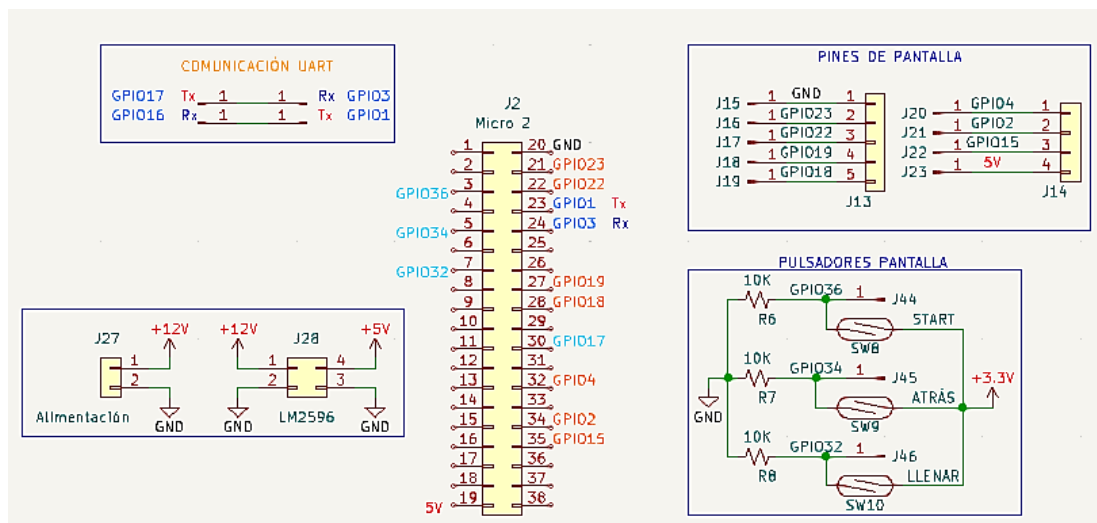 COMUNICACIÓN UART
GPIO17 Tx 1 1 Rx GPIO3
GPIO16 Rx 1 1 Tx GPIO1
J2
Micro 2
1 20 GND
2 21 GPIO23
GPIO36 3 22 GPIO22
4 23 GPIO1 Tx
GPIO34 5 24 GPIO3 Rx
6 25
GPIO32 7 26
8 27 GPIO19
9 28 GPIO18
10 29
11 30 GPIO17
12 31
13 32 GPIO4
14 33
15 34 GPIO2
16 35 GPIO15
17 36
18 37
5V 19 38
PINES DE PANTALLA
J15 1 GND 1
J16 1 GPIO23 2
J17 1 GPIO22 3
J18 1 GPIO19 4
J19 1 GPIO18 5
J13
J20 1 GPIO4 1
J21 1 GPIO2 2
J22 1 GPIO15 3
J23 1 5V 4
J14
J27 +12V
1
2
Alimentación GND
+12V J28 +5V
1 4
2 3
GND LM2596 GND
PULSADORES PANTALLA
10K GPIO36 1 J44
R6 START
SW8
10K GPIO34 1 J45
R7 ATRÁS
SW9
+3.3V
GND
10K GPIO32 1 J46
R8 LLENAR
SW10